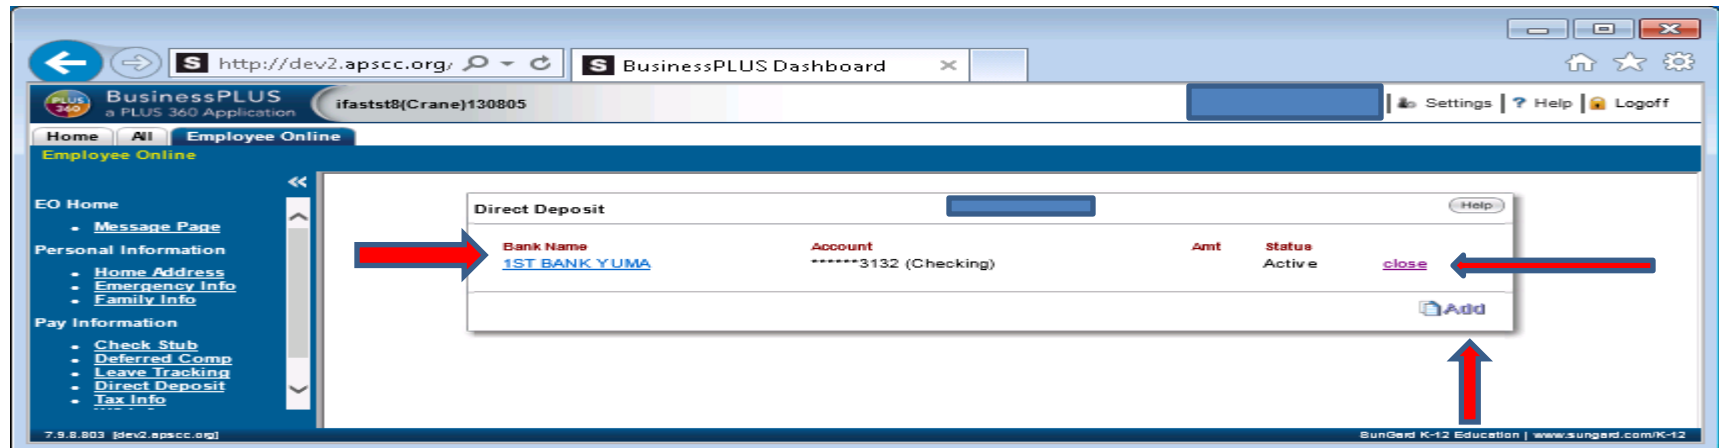 S http://dev2.apscc.org/
S BusinessPLUS Dashboard
PLUS 360
BusinessPLUS
a PLUS 360 Application
ifastst8(Crane)130805
Settings | ? Help | Logoff
Home All Employee Online
Employee Online
EO Home
Message Page
Personal Information
Home Address
Emergency Info
Family Info
Pay Information
Check Stub
Deferred Comp
Leave Tracking
Direct Deposit
Tax Info
Direct Deposit Help
Bank Name Account Amt Status
1ST BANK YUMA ******3132 (Checking) Active close
Add
7.9.8.803 [dev2.apscc.org]
SunGard K-12 Education | www.sungard.com/K-12